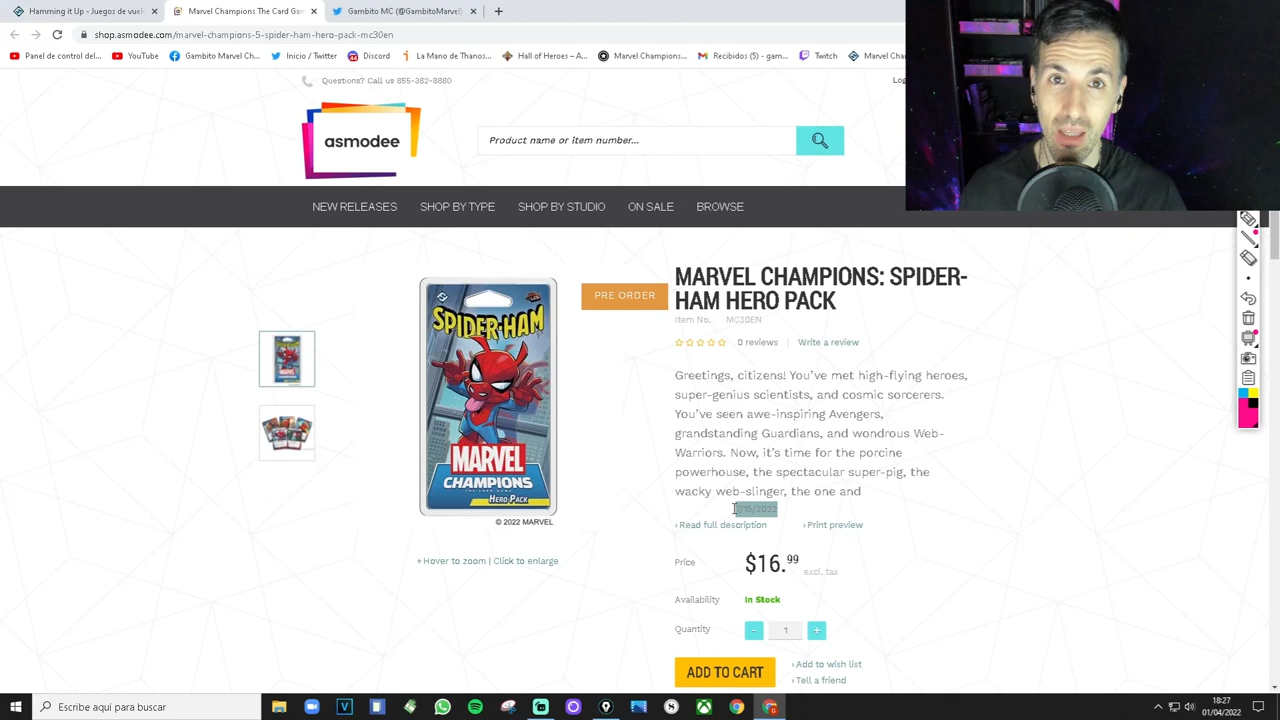 Hamming it Up - Juegos de vuelo
Marvel Champions The Card Gam
Gambito MC (@GambitoMarvel)
shop.asmodee.com/marvel-champions-5-spider-ham-hero-pack-mc30en
Panel de control del...
YouTube
Gambito Marvel Ch...
Inicio / Twitter
Discord
La Mano de Thanos...
Hall of Heroes – A...
Marvel Champions...
Recibidos (5) - gam...
Twitch
Marvel Chan
Questions? Call us 855-382-8880
Log
asmodee
Product name or item number...
NEW RELEASES
SHOP BY TYPE
SHOP BY STUDIO
ON SALE
BROWSE
PRE ORDER
MARVEL CHAMPIONS: SPIDER-
HAM HERO PACK
Item No. MC30EN
0 reviews
Write a review
Greetings, citizens! You've met high-flying heroes,
super-genius scientists, and cosmic sorcerers.
You've seen awe-inspiring Avengers,
grandstanding Guardians, and wondrous Web-
Warriors. Now, it's time for the porcine
powerhouse, the spectacular super-pig, the
wacky web-slinger, the one and
/15/2022
› Read full description
› Print preview
SPIDER-HAM
MARVEL
CHAMPIONS
HERO PACK
© 2022 MARVEL
+ Hover to zoom | Click to enlarge
Price
$16.99
excl. tax
Availability
In Stock
Quantity
- 1 +
ADD TO CART
› Add to wish list
› Tell a friend
Escribe aquí para buscar
18:27
01/04/2022